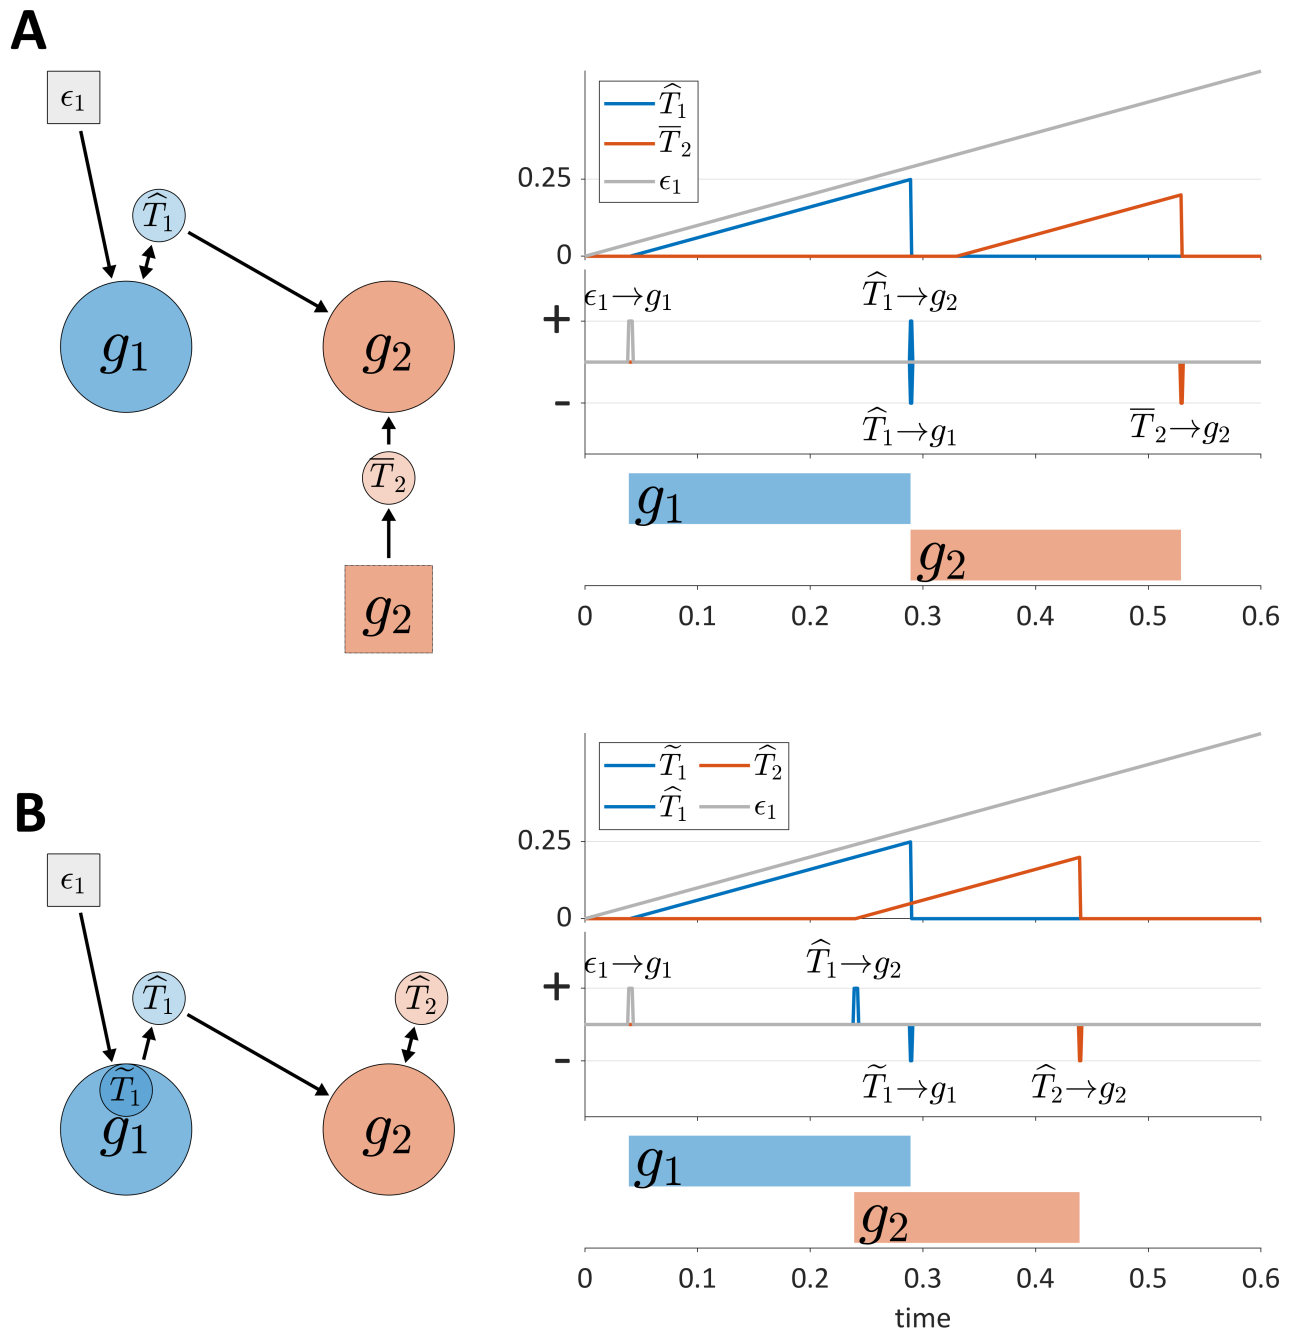 A
ϵ₁
T̂₁
g₁
g₂
T̄₂
g₂
T̂₁
T̄₂
ϵ₁
0.25
0
ϵ₁→g₁
T̂₁→g₂
+
-
T̂₁→g₁
T̄₂→g₂
g₁
g₂
0 0.1 0.2 0.3 0.4 0.5 0.6
B
ϵ₁
T̂₁
T̂₂
T̃₁
g₁
g₂
T̃₁ T̂₂
T̂₁ ϵ₁
0.25
0
ϵ₁→g₁
T̂₁→g₂
+
-
T̃₁→g₁
T̂₂→g₂
g₁
g₂
0 0.1 0.2 0.3 0.4 0.5 0.6
time